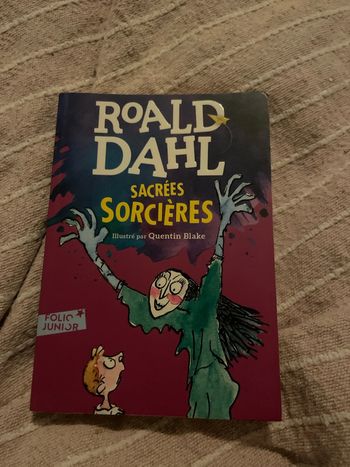 ROALD
DAHL
SACRÉES
SORCIÈRES
Illustré par Quentin Blake
FOLIO
JUNIOR